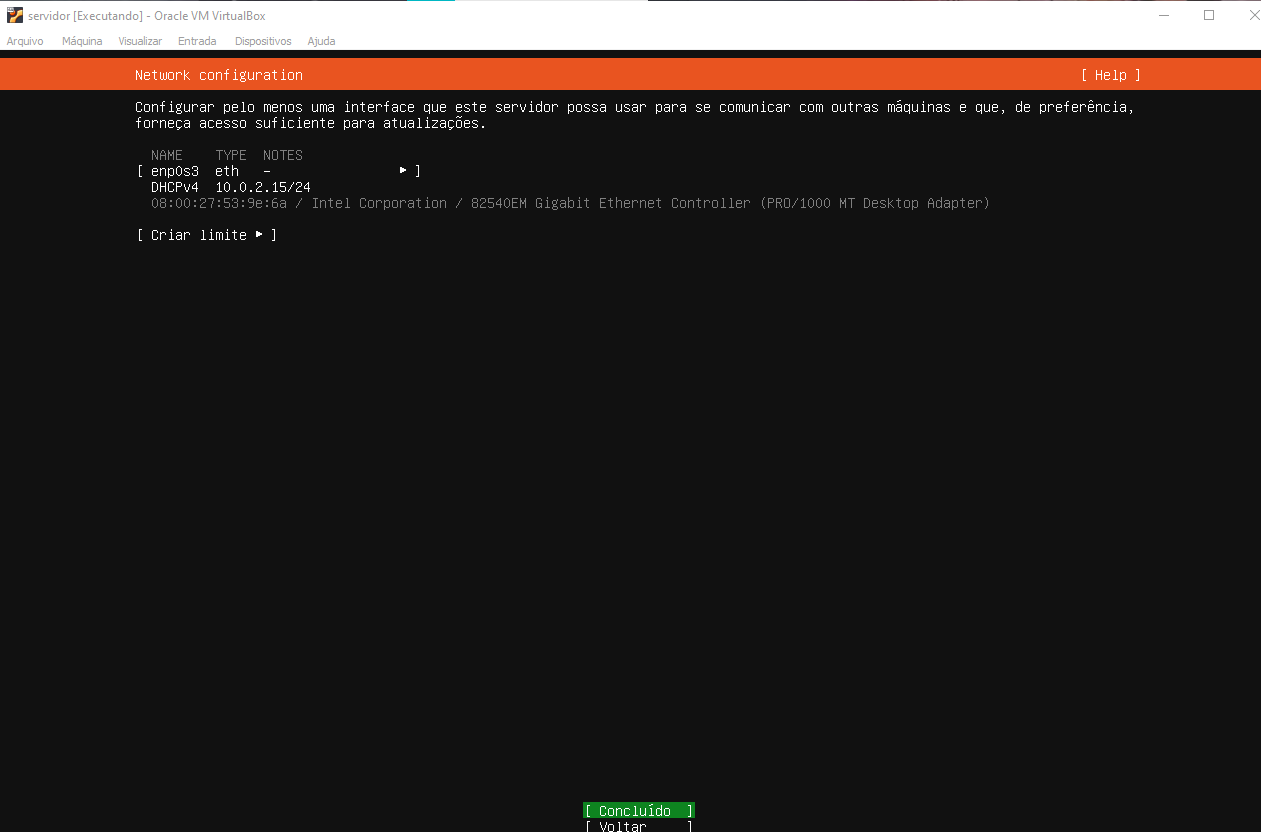 servidor [Executando] - Oracle VM VirtualBox
Arquivo Máquina Visualizar Entrada Dispositivos Ajuda
Network configuration [ Help ]
Configurar pelo menos uma interface que este servidor possa usar para se comunicar com outras máquinas e que, de preferência,
forneça acesso suficiente para atualizações.
NAME TYPE NOTES
[ enp0s3 eth - ▸ ]
DHCPv4 10.0.2.15/24
08:00:27:53:9e:6a / Intel Corporation / 82540EM Gigabit Ethernet Controller (PRO/1000 MT Desktop Adapter)
[ Criar limite ▸ ]
[ Concluído ]
[ Voltar ]